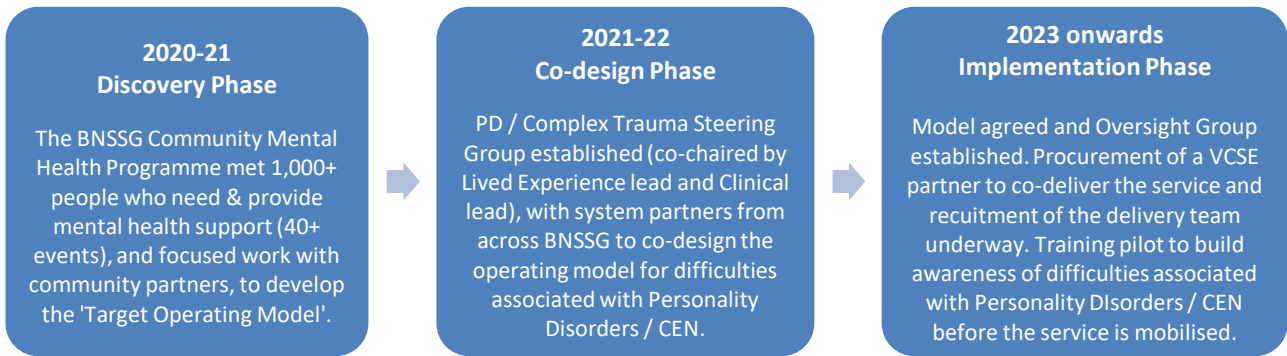 2020-21
Discovery Phase
The BNSSG Community Mental
Health Programme met 1,000+
people who need & provide
mental health support (40+
events), and focused work with
community partners, to develop
the 'Target Operating Model'.
2021-22
Co-design Phase
PD / Complex Trauma Steering
Group established (co-chaired by
Lived Experience lead and Clinical
lead), with system partners from
across BNSSG to co-design the
operating model for difficulties
associated with Personality
Disorders / CEN.
2023 onwards
Implementation Phase
Model agreed and Oversight Group
established. Procurement of a VCSE
partner to co-deliver the service and
recuitment of the delivery team
underway. Training pilot to build
awareness of difficulties associated
with Personality DIsorders / CEN
before the service is mobilised.